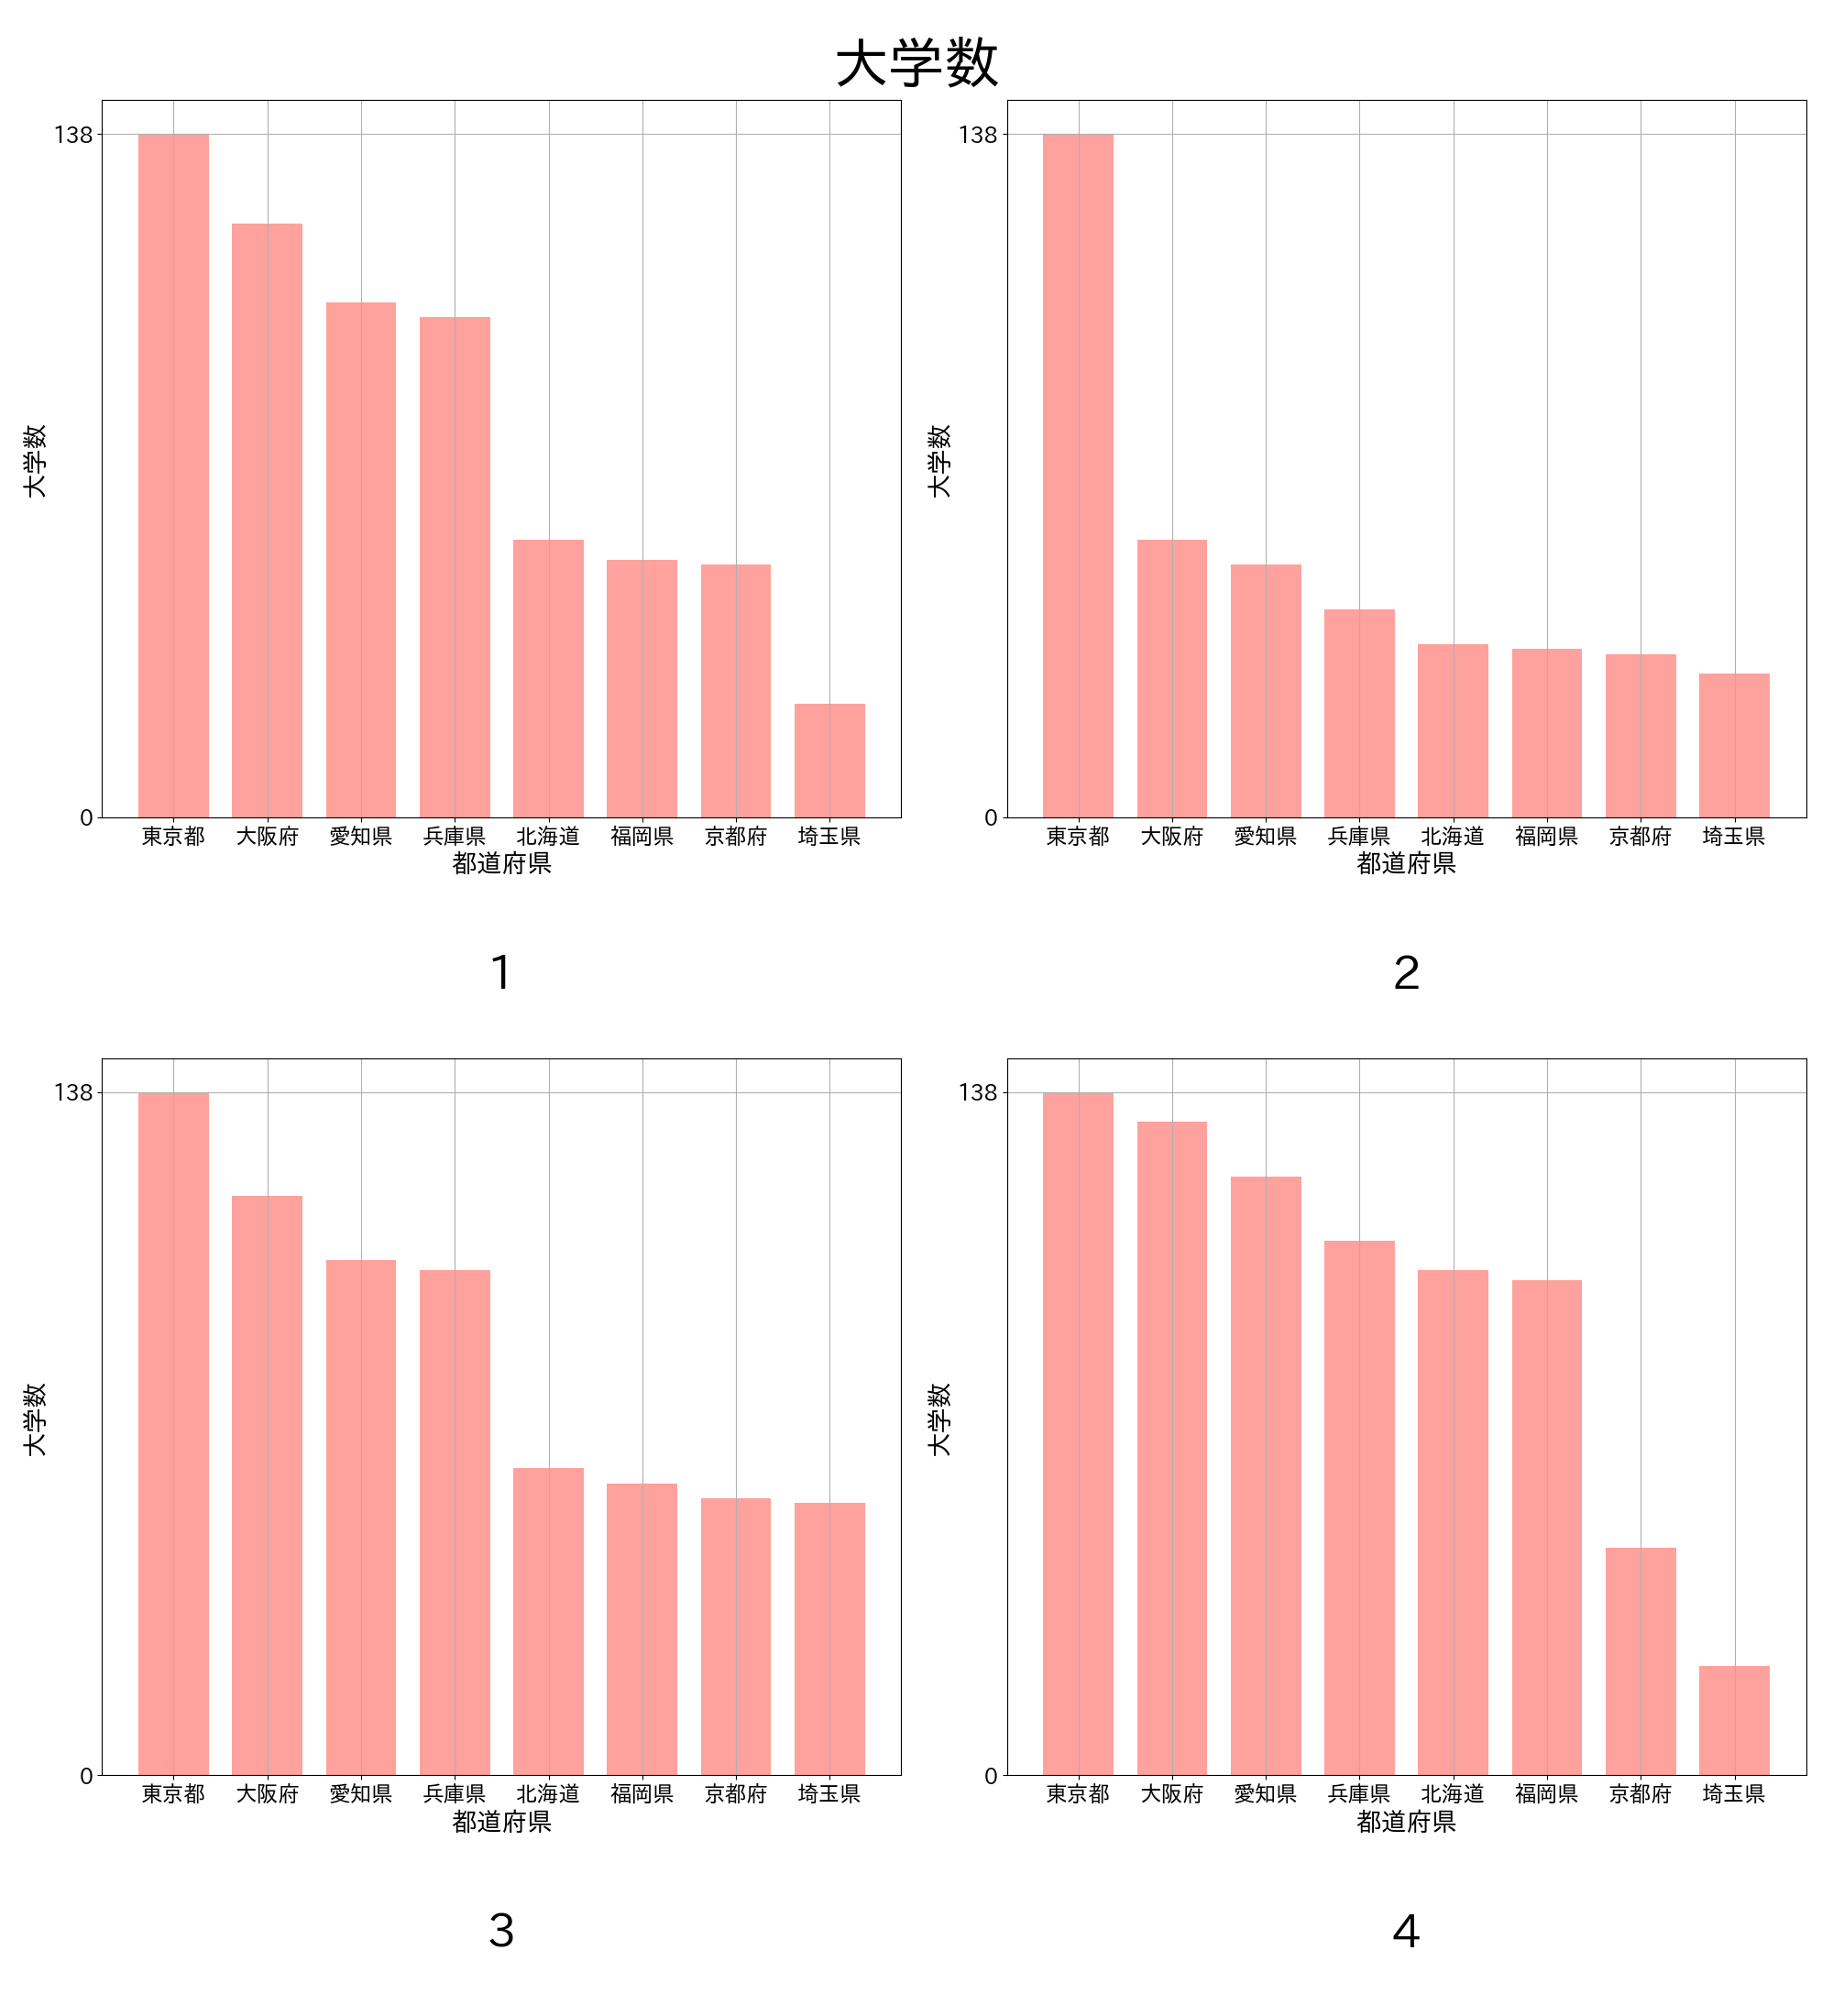 大学数
138
0
大学数
東京都 大阪府 愛知県 兵庫県 北海道 福岡県 京都府 埼玉県
都道府県
1
138
0
大学数
東京都 大阪府 愛知県 兵庫県 北海道 福岡県 京都府 埼玉県
都道府県
2
138
0
大学数
東京都 大阪府 愛知県 兵庫県 北海道 福岡県 京都府 埼玉県
都道府県
3
138
0
大学数
東京都 大阪府 愛知県 兵庫県 北海道 福岡県 京都府 埼玉県
都道府県
4